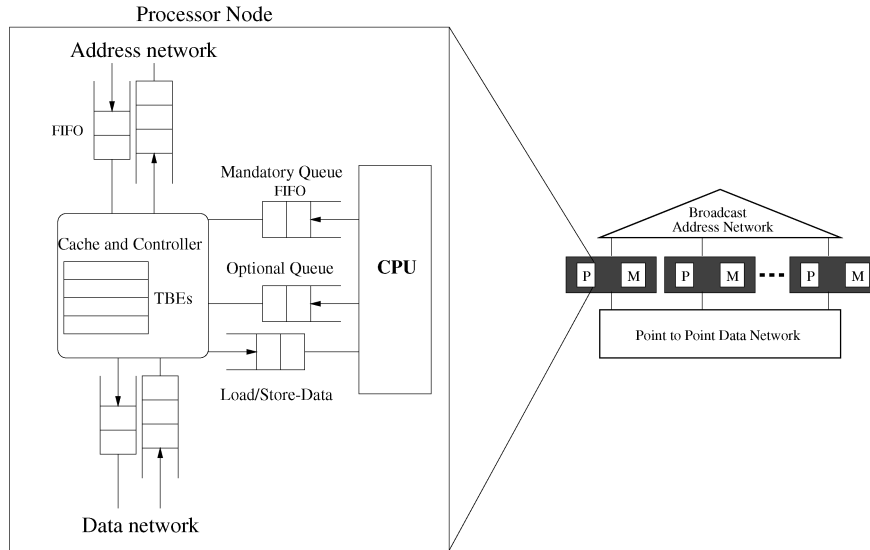 Processor Node
Address network
FIFO
Mandatory Queue
FIFO
Cache and Controller
TBEs
Optional Queue
CPU
Load/Store-Data
Data network
Broadcast
Address Network
P M P M P M
Point to Point Data Network